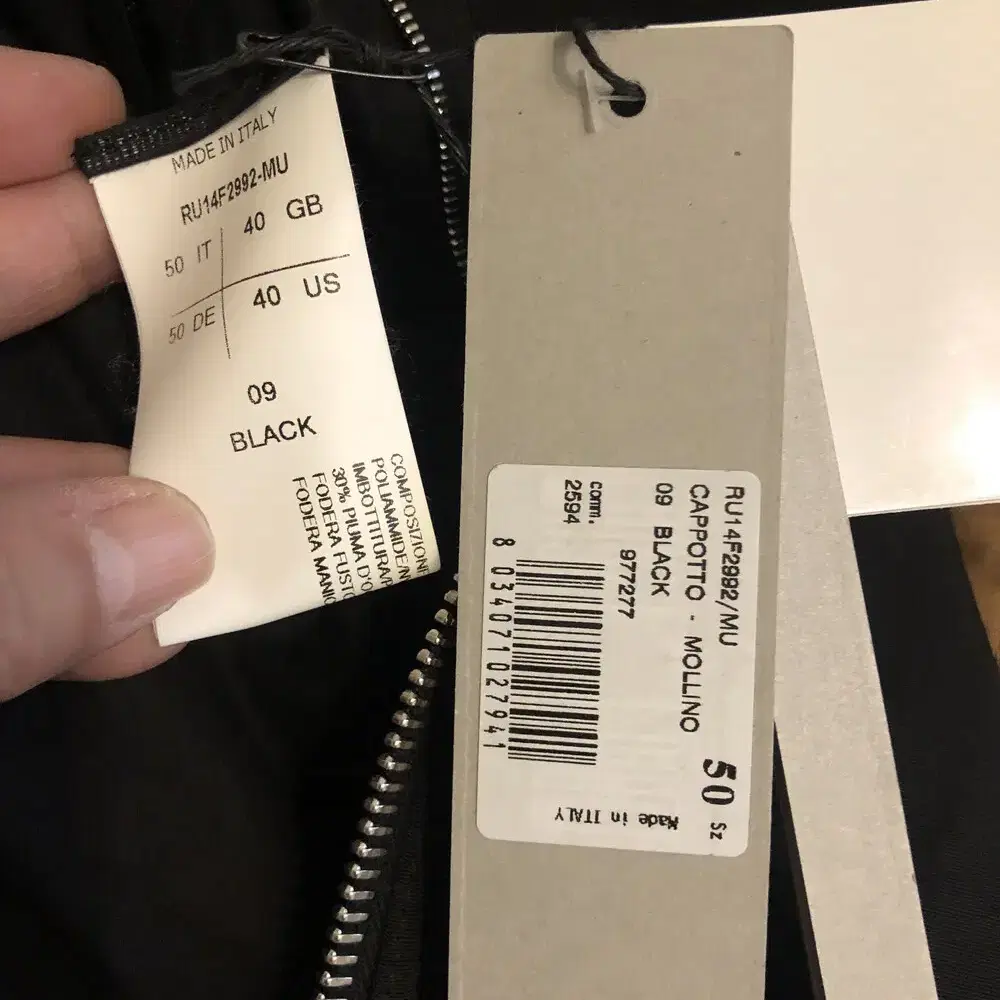 MADE IN ITALY
RU14F2992-MU
50 IT 40 GB
50 DE 40 US
09
BLACK
COMPOSIZIONE
POLIAMMIDE/N
IMBOTTITURA/P
30% PIUMA D'O
FODERA FUSTO
FODERA MANIC
RU14F2992/MU
CAPPOTTO - MOLLINO
09 BLACK
50 Sz
977277
comm.
2594
8 034071027941
Made in ITALY